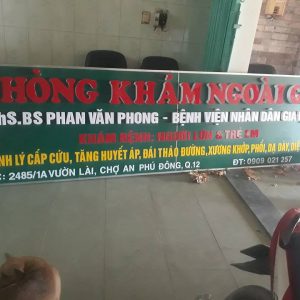 HÒNG KHÁM NGOÀI G
hS.BS PHAN VĂN PHONG - BỆNH VIỆN NHÂN DÂN GIA
KHÁM BỆNH: NGƯỜI LỚN & TRẺ EM
NH LÝ CẤP CỨU, TĂNG HUYẾT ÁP, ĐÁI THÁO ĐƯỜNG, XƯƠNG KHỚP, PHỔI, DẠ DÀY,
C: 2485/1A VƯỜN LÀI, CHỢ AN PHÚ ĐÔNG, Q.12 ĐT: 0909 021 257